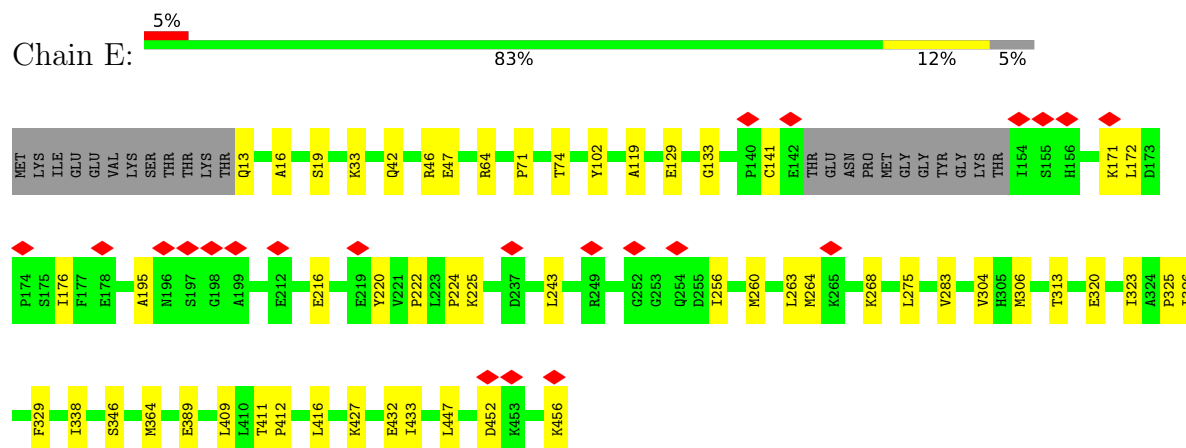 5%
Chain E:
83% 12% 5%
MET LYS ILE GLU GLU VAL LYS SER THR THR LYS THR Q13 A16 S19 K33 Q42 R46 E47 R64 P71 T74 Y102 A119 E129 G133 P140 C141 E142 THR GLU ASN PRO MET GLY GLY TYR GLY LYS THR I154 S155 H156 K171 L172 D173
P174 S175 I176 F177 E178 A195 N196 S197 G198 A199 E212 E216 E219 Y220 V221 P222 L223 P224 K225 D237 L243 R249 G252 G253 Q254 D255 I256 M260 L263 M264 K265 K268 L275 V283 V304 H305 M306 T313 E320 I323 A324 P325
F329 I338 S346 M364 E389 L409 L410 T411 P412 L416 K427 E432 I433 L447 D452 K453 K456